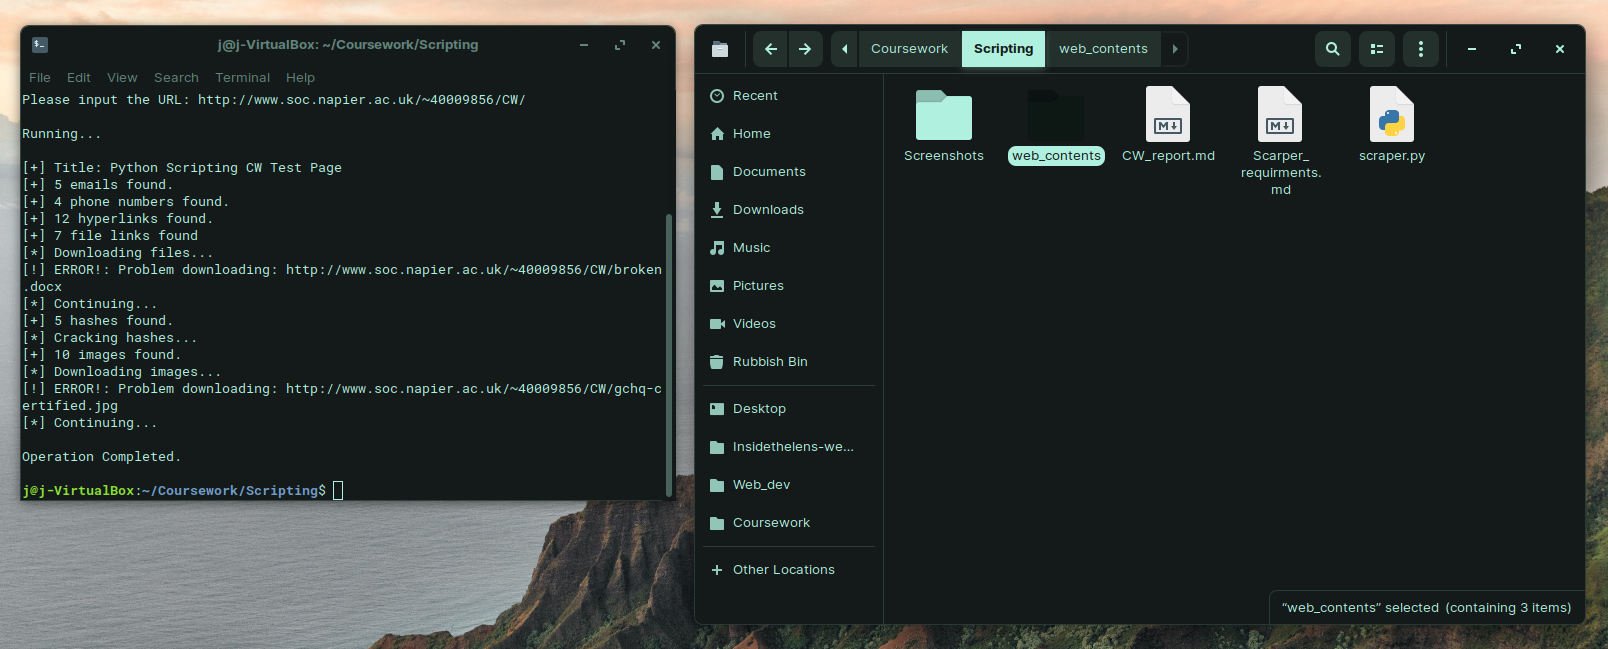 j@j-VirtualBox: ~/Coursework/Scripting
File Edit View Search Terminal Help
Please input the URL: http://www.soc.napier.ac.uk/~40009856/CW/
Running...
[+] Title: Python Scripting CW Test Page
[+] 5 emails found.
[+] 4 phone numbers found.
[+] 12 hyperlinks found.
[+] 7 file links found
[*] Downloading files...
[!] ERROR!: Problem downloading: http://www.soc.napier.ac.uk/~40009856/CW/broken
.docx
[*] Continuing...
[+] 5 hashes found.
[*] Cracking hashes...
[+] 10 images found.
[*] Downloading images...
[!] ERROR!: Problem downloading: http://www.soc.napier.ac.uk/~40009856/CW/gchq-c
ertified.jpg
[*] Continuing...
Operation Completed.
j@j-VirtualBox:~/Coursework/Scripting$
Coursework Scripting web_contents
Recent
Home
Documents
Downloads
Music
Pictures
Videos
Rubbish Bin
Desktop
Insidethelens-we...
Web_dev
Coursework
Other Locations
Screenshots
web_contents
CW_report.md
Scarper_
requirments.
md
scraper.py
"web_contents" selected (containing 3 items)